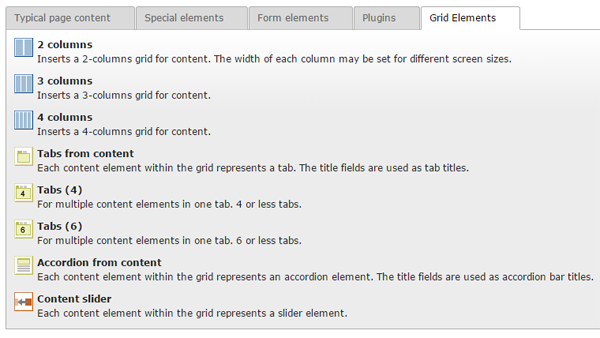 Typical page content Special elements Form elements Plugins Grid Elements
2 columns
Inserts a 2-columns grid for content. The width of each column may be set for different screen sizes.
3 columns
Inserts a 3-columns grid for content.
4 columns
Inserts a 4-columns grid for content.
Tabs from content
Each content element within the grid represents a tab. The title fields are used as tab titles.
4 Tabs (4)
For multiple content elements in one tab. 4 or less tabs.
6 Tabs (6)
For multiple content elements in one tab. 6 or less tabs.
Accordion from content
Each content element within the grid represents an accordion element. The title fields are used as accordion bar titles.
Content slider
Each content element within the grid represents a slider element.